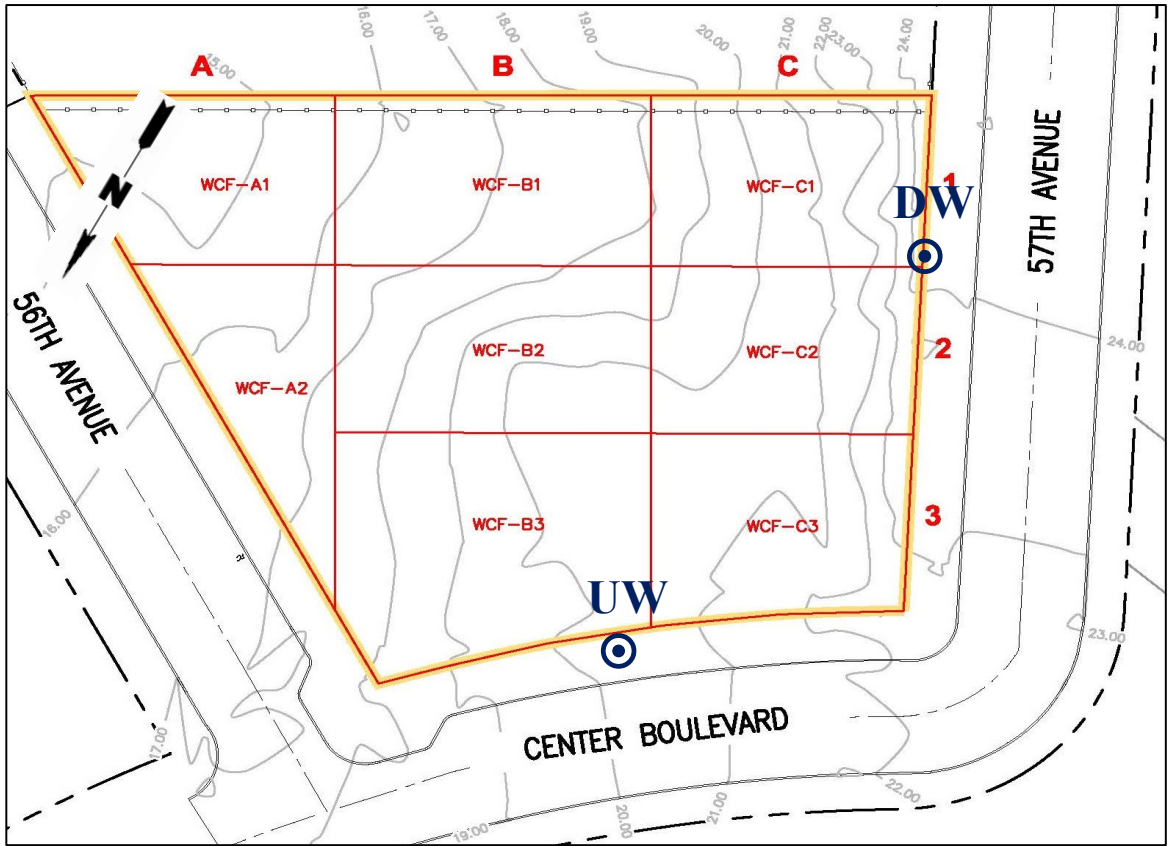 16.00
17.00
18.00
19.00
20.00
21.00
22.00
23.00
24.00
A
B
C
15.00
N
WCF-A1
WCF-B1
WCF-C1
1
DW
57TH AVENUE
56TH AVENUE
WCF-A2
WCF-B2
WCF-C2
2
24.00
16.00
WCF-B3
WCF-C3
3
UW
23.00
17.00
CENTER BOULEVARD
19.00
20.00
21.00
22.00